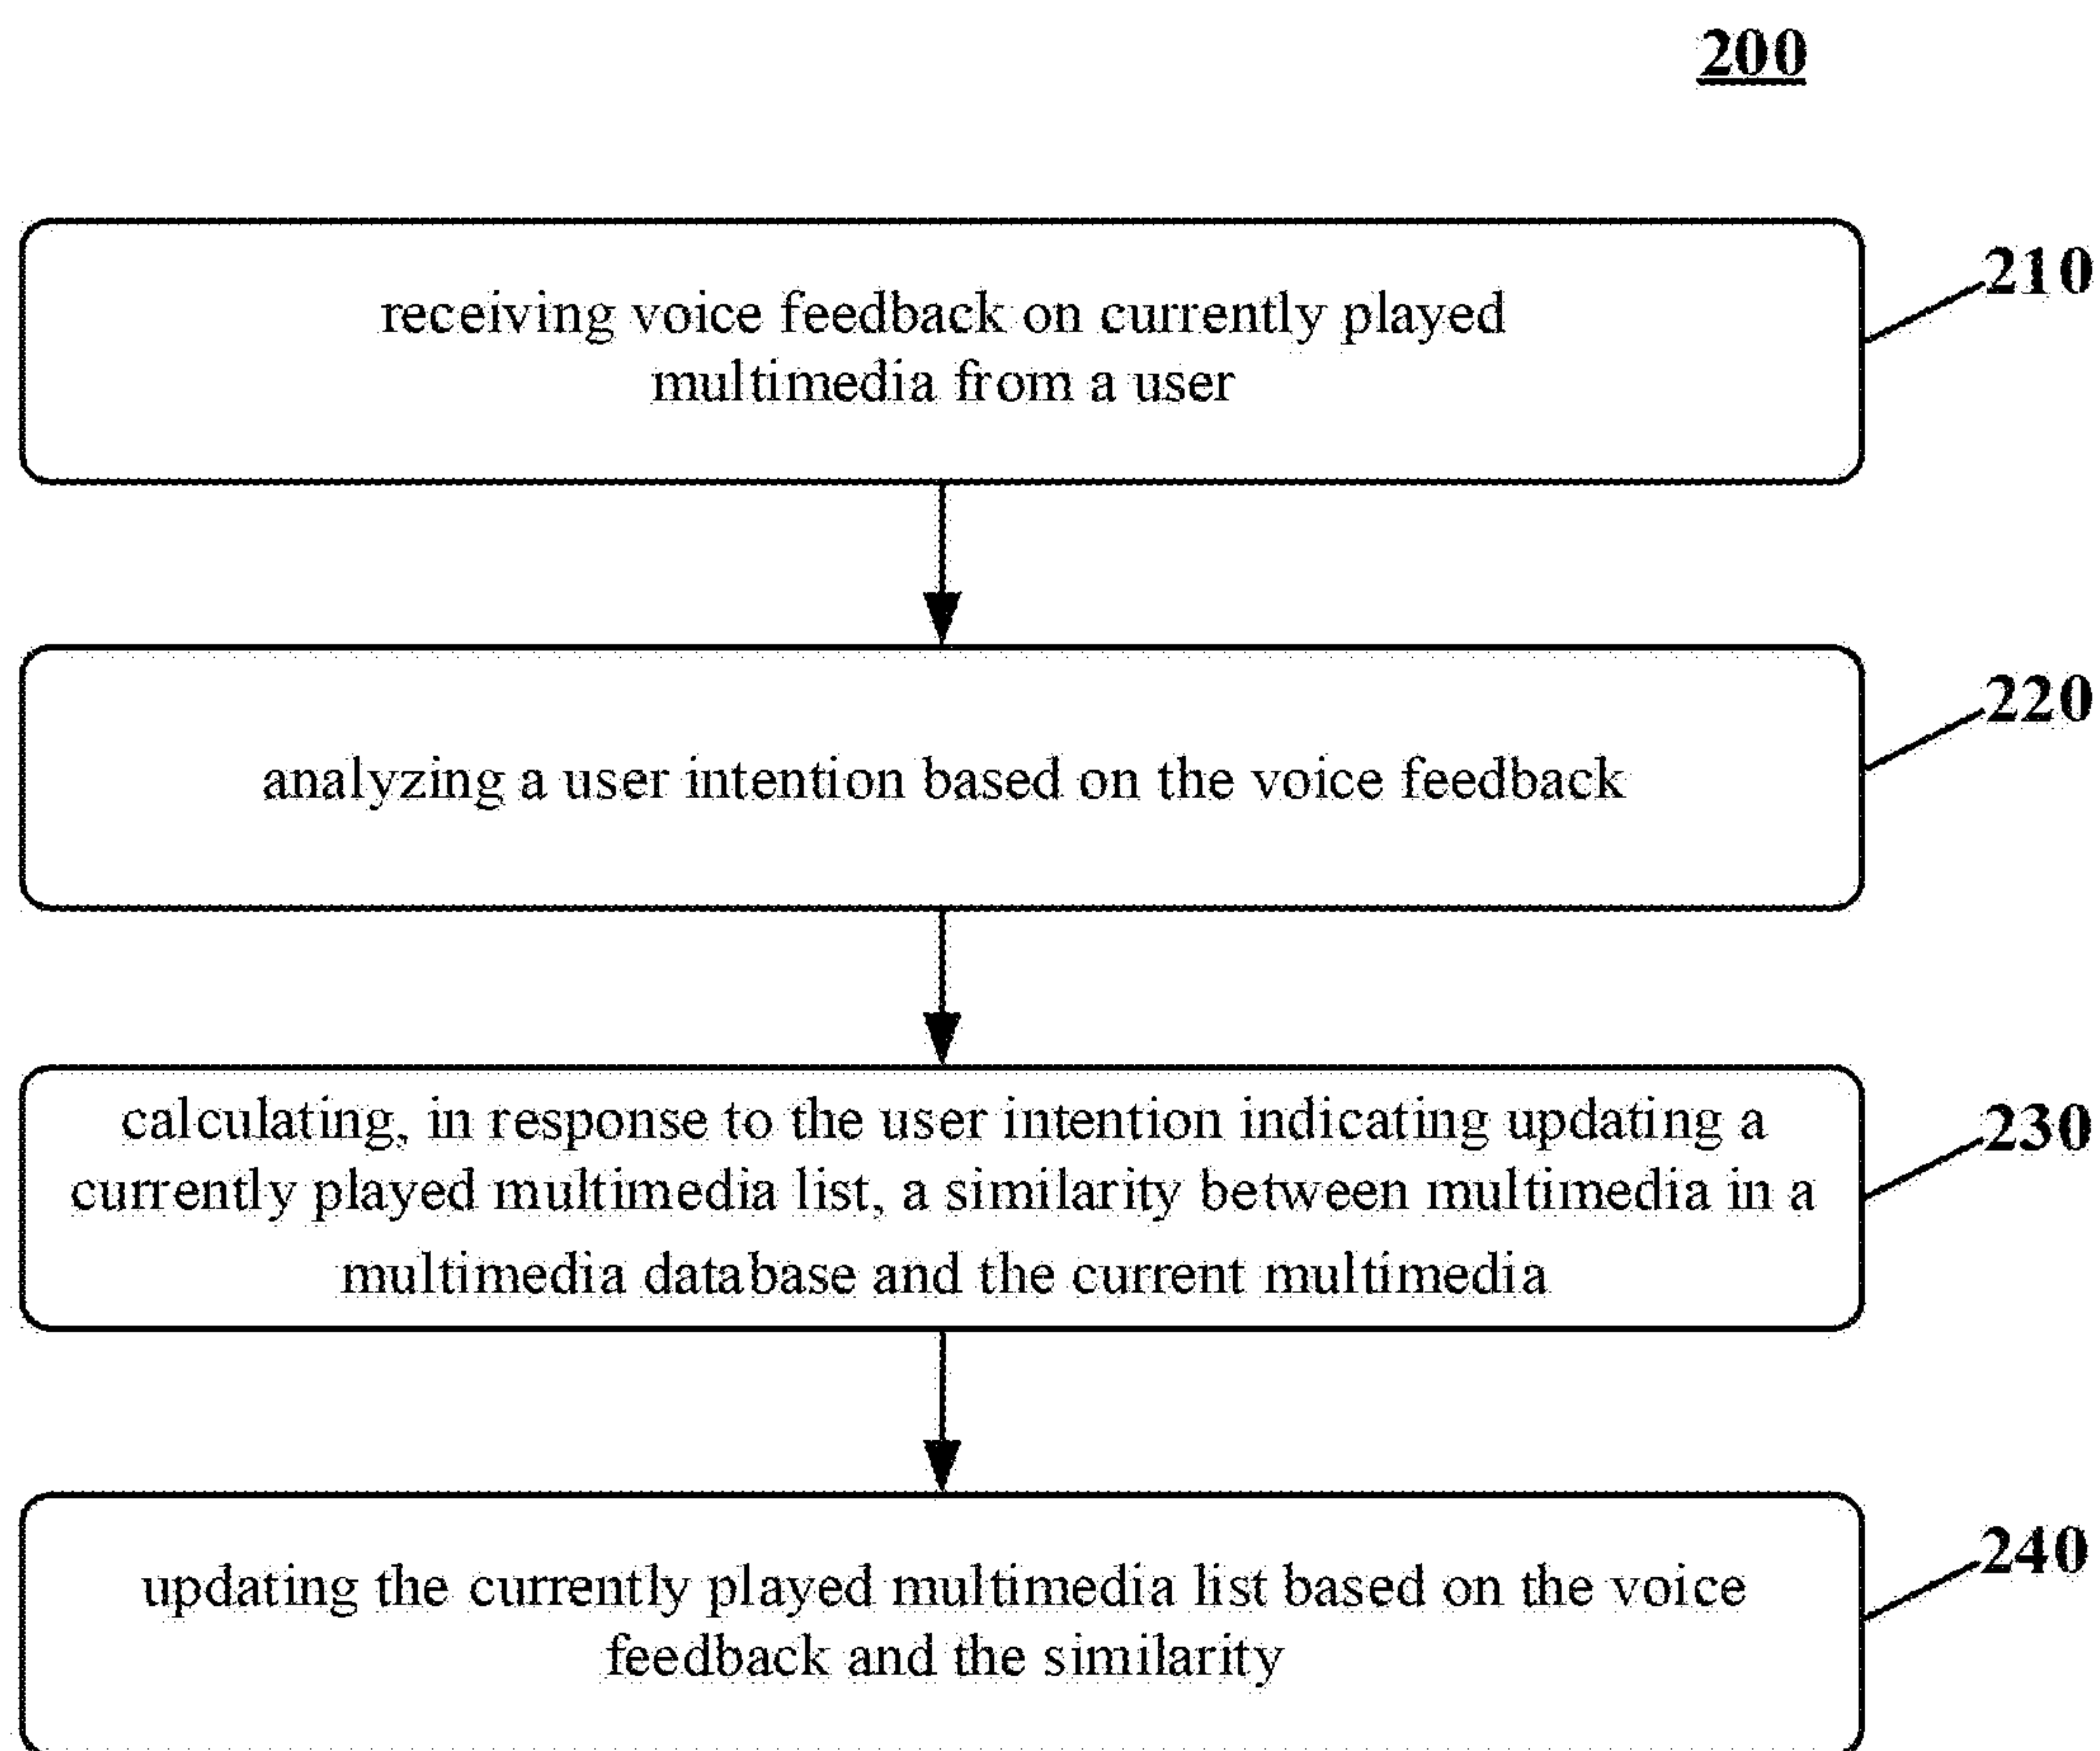 200
210
receiving voice feedback on currently played
multimedia from a user
220
analyzing a user intention based on the voice feedback
230
calculating, in response to the user intention indicating updating a
currently played multimedia list, a similarity between multimedia in a
multimedia database and the current multimedia
240
updating the currently played multimedia list based on the voice
feedback and the similarity